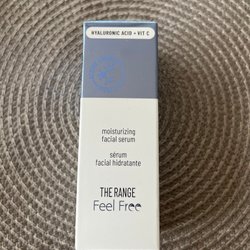 HYALURONIC ACID + VIT C
moisturizing
facial serum
sérum
facial hidratante
THE RANGE
Feel Free